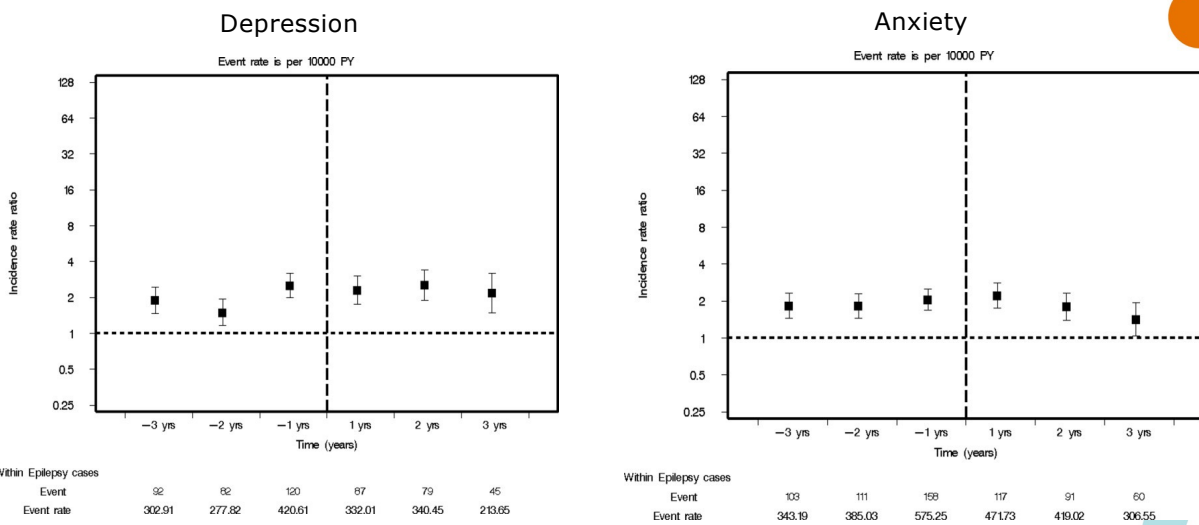 Depression
Event rate is per 10000 PY
Incidence rate ratio
128
64
32
16
8
4
2
1
0.5
0.25
−3 yrs −2 yrs −1 yrs 1 yrs 2 yrs 3 yrs
Time (years)
Within Epilepsy cases
Event 92 82 120 87 79 45
Event rate 302.91 277.82 420.61 332.01 340.45 213.65
Anxiety
Event rate is per 10000 PY
Incidence rate ratio
128
64
32
16
8
4
2
1
0.5
0.25
−3 yrs −2 yrs −1 yrs 1 yrs 2 yrs 3 yrs
Time (years)
Within Epilepsy cases
Event 103 111 158 117 91 60
Event rate 343.19 385.03 575.25 471.73 419.02 306.55